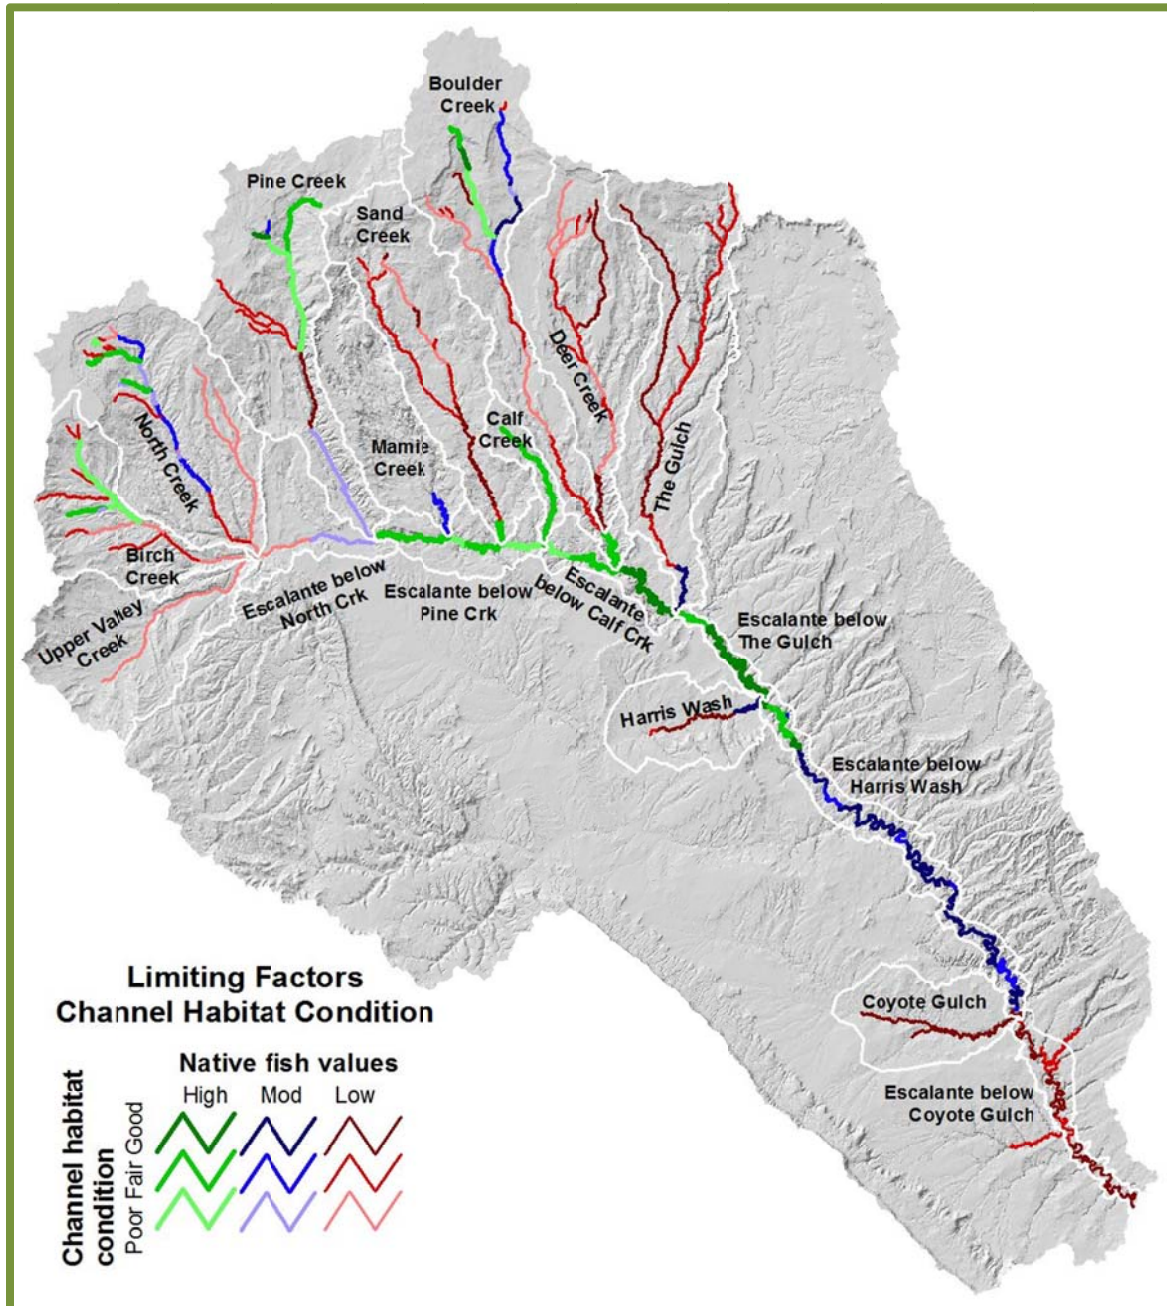 Boulder
Creek
Pine Creek
Sand
Creek
Deer Creek
Calf
Creek
Mamie
Creek
North Creek
The Gulch
Birch
Creek
Upper Valley
Creek
Escalante below
North Crk
Escalante below
Pine Crk
Escalante
below Calf Crk
Escalante below
The Gulch
Harris Wash
Escalante below
Harris Wash
Coyote Gulch
Escalante below
Coyote Gulch
Limiting Factors
Channel Habitat Condition
Native fish values
High Mod Low
Channel habitat
condition
Poor Fair Good